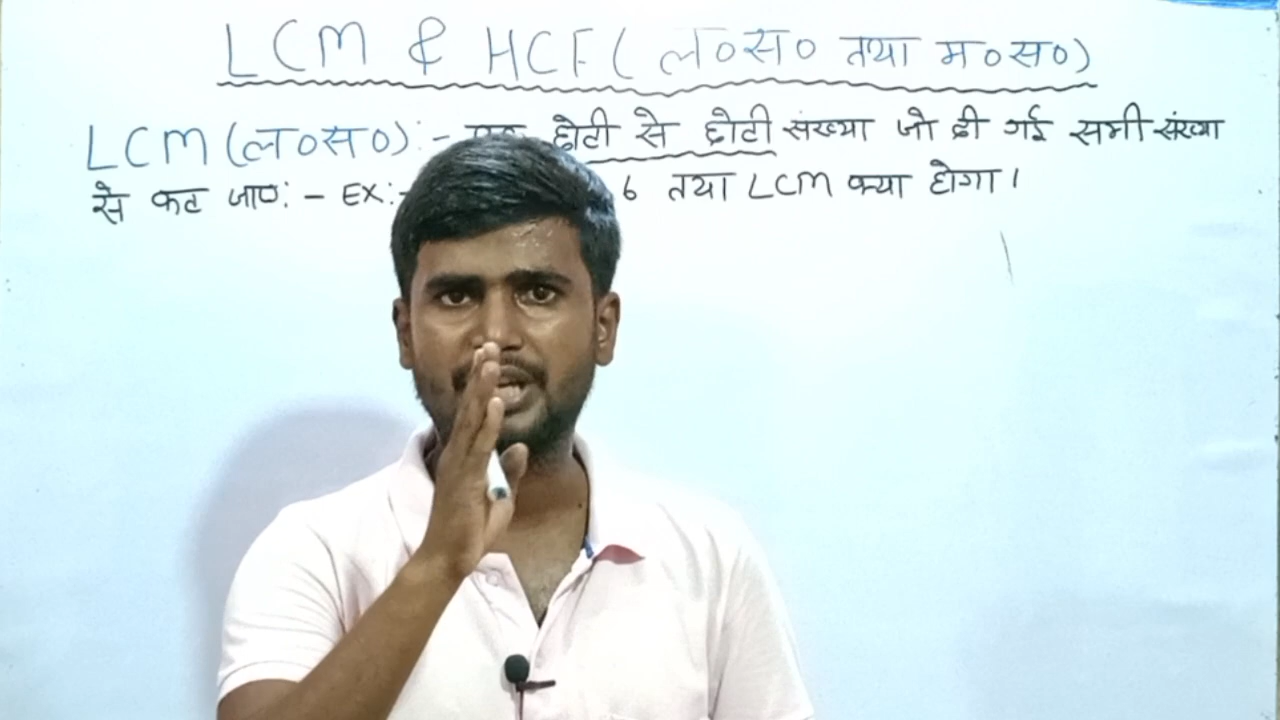 LCM & HCF ( ल०स० तथा म०स०)
LCM (ल०स०):- छोटी से छोटी संख्या जो दी गई सभी संख्या
से कट जाए:- EX:- 6 तथा LCM क्या होगा।